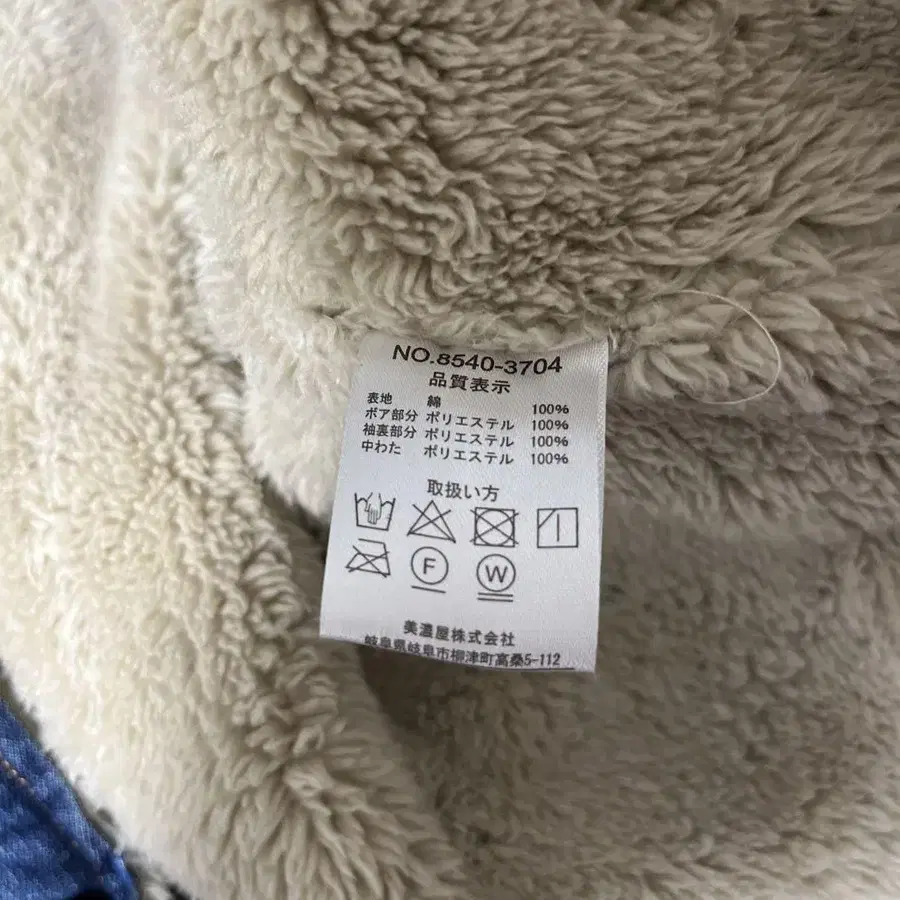 NO.8540-3704
品質表示
表地 綿 100%
ボア部分 ポリエステル 100%
袖裏部分 ポリエステル 100%
中わた ポリエステル 100%
取扱い方
F W
美濃屋株式会社
岐阜県岐阜市柳津町高桑5-112